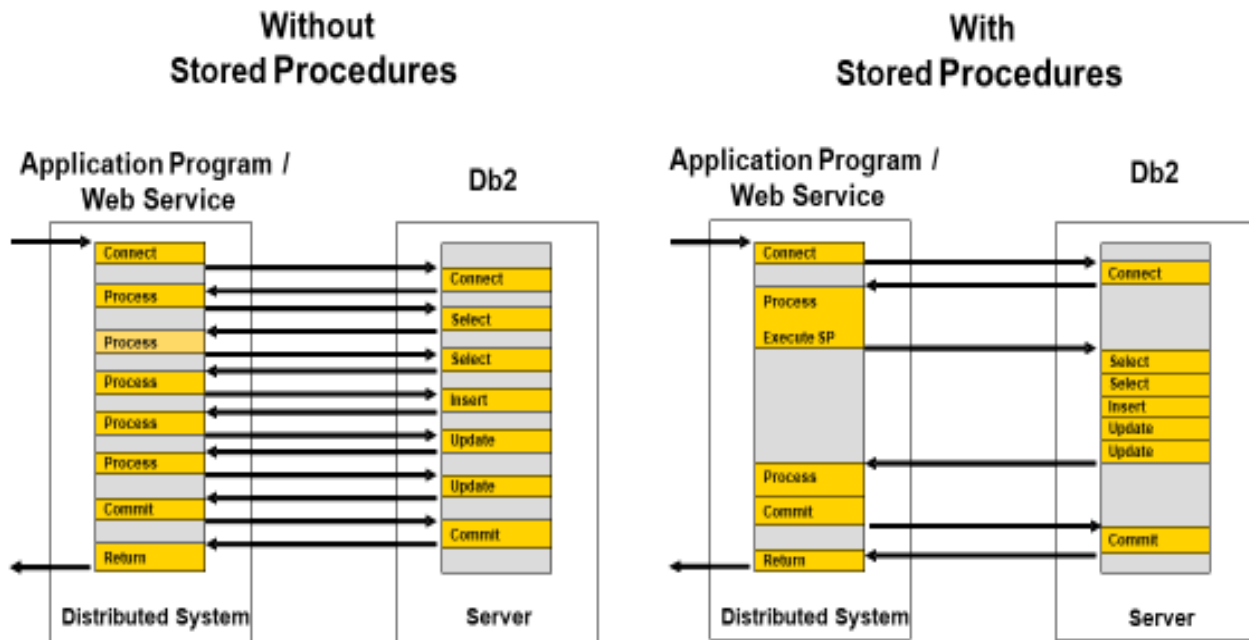 Without
Stored Procedures
Application Program /
Web Service
Db2
Connect
Process
Process
Process
Process
Process
Commit
Return
Connect
Select
Select
Insert
Update
Update
Commit
Distributed System
Server
With
Stored Procedures
Application Program /
Web Service
Db2
Connect
Process
Execute SP
Process
Commit
Return
Connect
Select
Select
Insert
Update
Update
Commit
Distributed System
Server